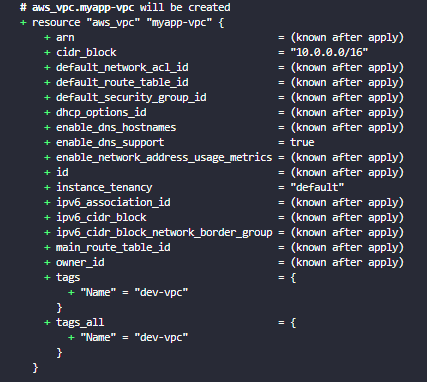 # aws_vpc.myapp-vpc will be created
+ resource "aws_vpc" "myapp-vpc" {
+ arn = (known after apply)
+ cidr_block = "10.0.0.0/16"
+ default_network_acl_id = (known after apply)
+ default_route_table_id = (known after apply)
+ default_security_group_id = (known after apply)
+ dhcp_options_id = (known after apply)
+ enable_dns_hostnames = (known after apply)
+ enable_dns_support = true
+ enable_network_address_usage_metrics = (known after apply)
+ id = (known after apply)
+ instance_tenancy = "default"
+ ipv6_association_id = (known after apply)
+ ipv6_cidr_block = (known after apply)
+ ipv6_cidr_block_network_border_group = (known after apply)
+ main_route_table_id = (known after apply)
+ owner_id = (known after apply)
+ tags = {
+ "Name" = "dev-vpc"
}
+ tags_all = {
+ "Name" = "dev-vpc"
}
}